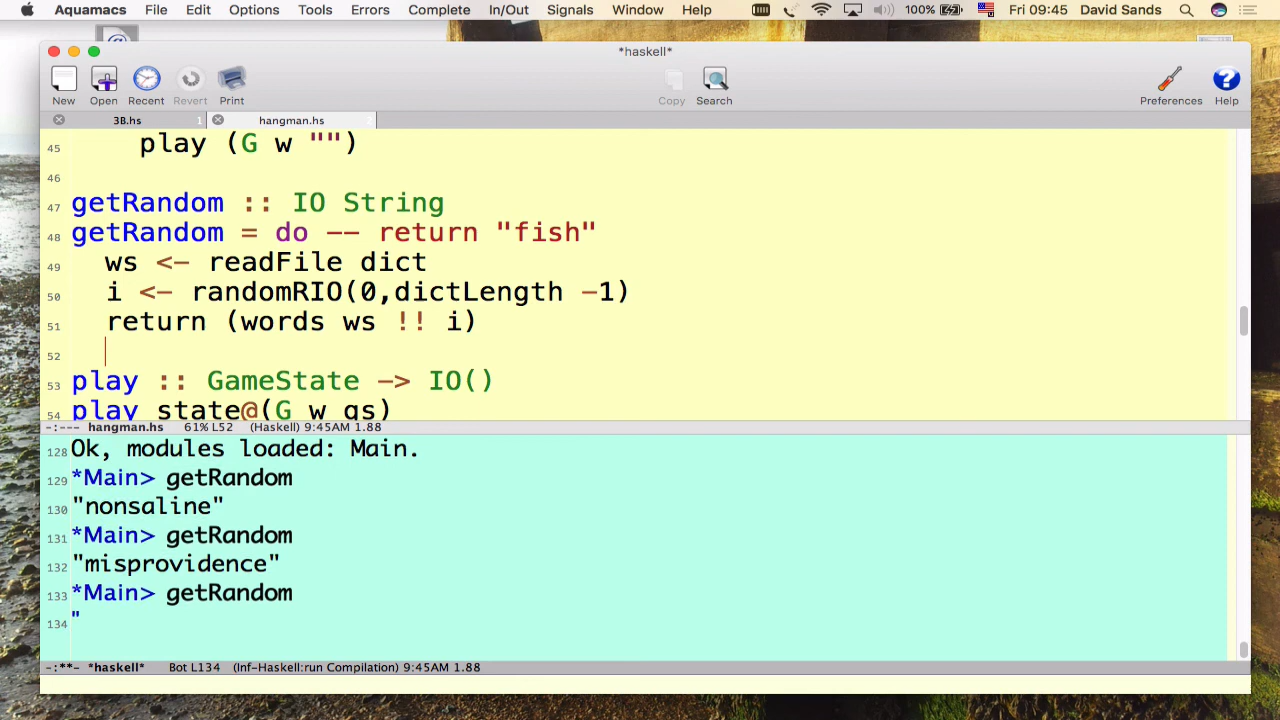 Aquamacs File Edit Options Tools Errors Complete In/Out Signals Window Help 100% Fri 09:45 David Sands
*haskell*
New Open Recent Revert Print Copy Search Preferences Help
3B.hs 1 hangman.hs 2
45 play (G w "")
46
47 getRandom :: IO String
48 getRandom = do -- return "fish"
49 ws <- readFile dict
50 i <- randomRIO(0,dictLength -1)
51 return (words ws !! i)
52
53 play :: GameState -> IO()
54 play state@(G w gs)
-:--- hangman.hs 61% L52 (Haskell) 9:45AM 1.88
128 Ok, modules loaded: Main.
129 *Main> getRandom
130 "nonsaline"
131 *Main> getRandom
132 "misprovidence"
133 *Main> getRandom
134 "
-:**- *haskell* Bot L134 (Inf-Haskell:run Compilation) 9:45AM 1.88